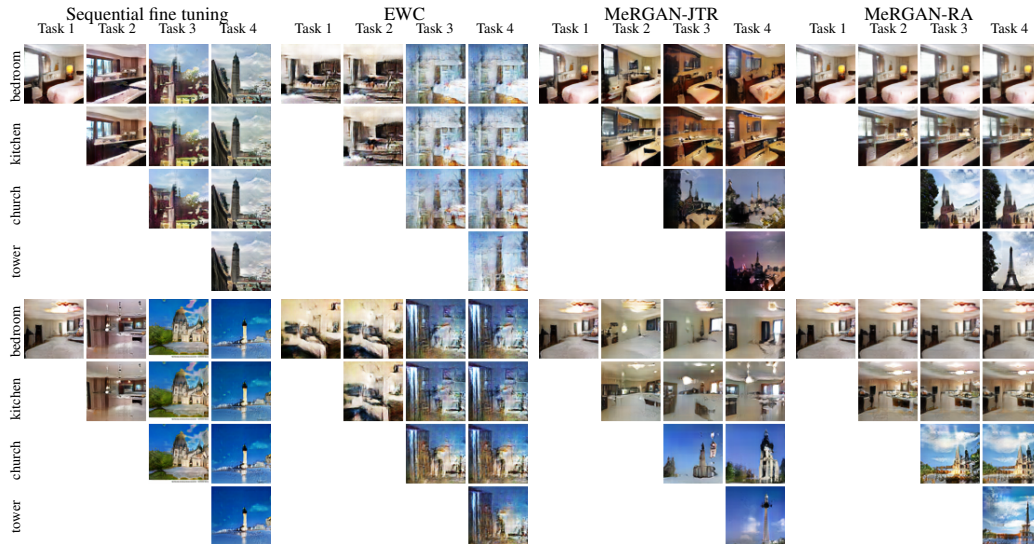 Sequential fine tuning EWC MeRGAN-JTR MeRGAN-RA
Task 1 Task 2 Task 3 Task 4 Task 1 Task 2 Task 3 Task 4 Task 1 Task 2 Task 3 Task 4 Task 1 Task 2 Task 3 Task 4
bedroom
kitchen
church
tower
bedroom
kitchen
church
tower